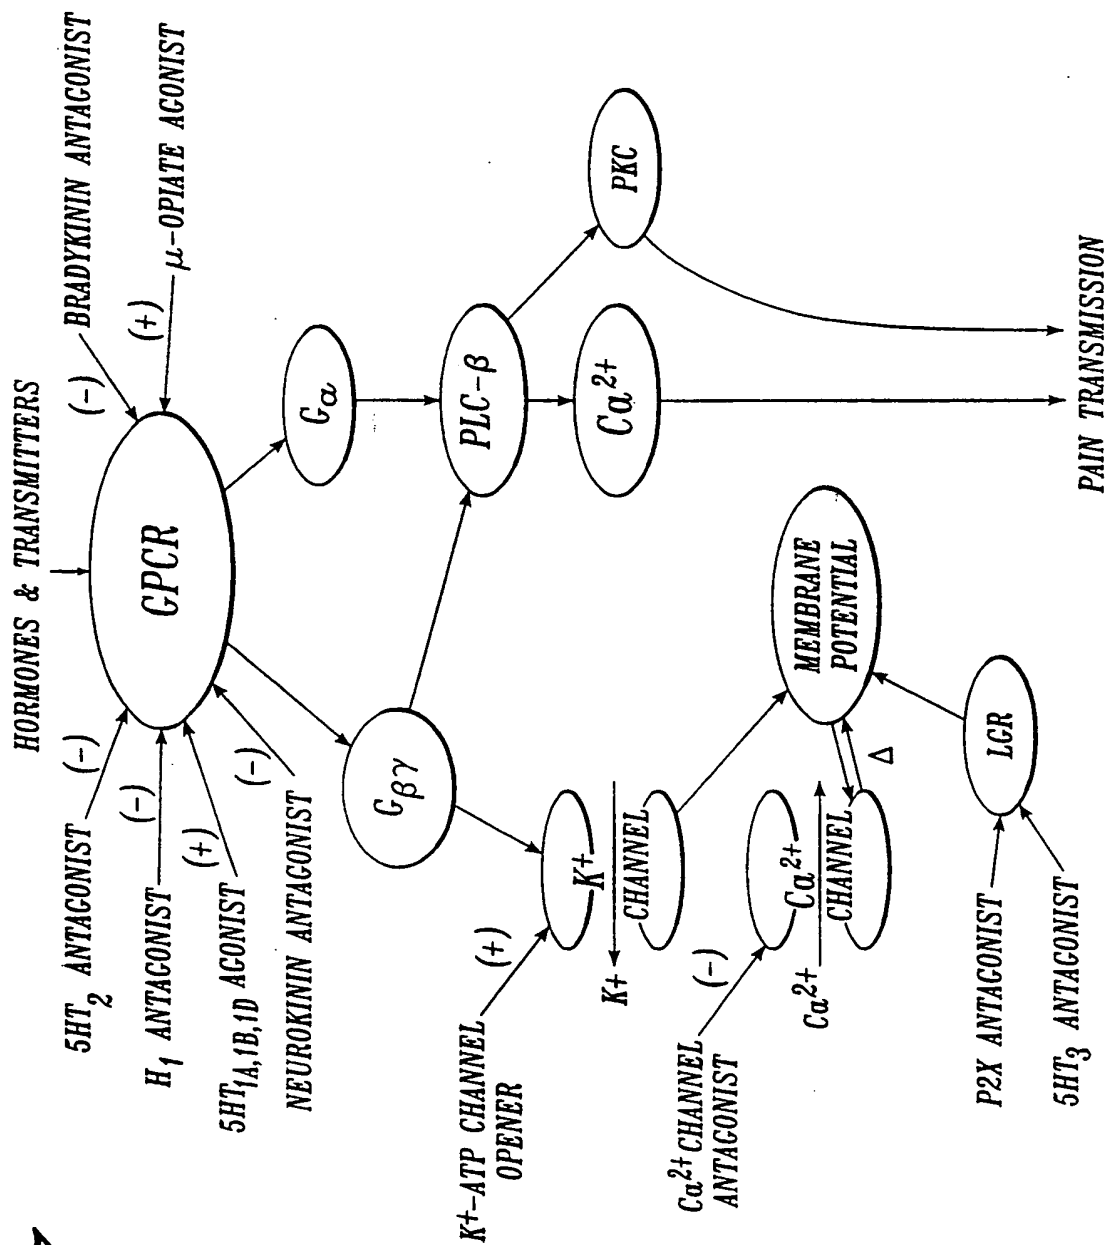 HORMONES & TRANSMITTERS
5HT2 ANTAGONIST
(-)
H1 ANTAGONIST
(-)
5HT1A,1B,1D AGONIST
(+)
NEUROKININ ANTAGONIST
(-)
BRADYKININ ANTAGONIST
(-)
μ-OPIATE AGONIST
(+)
GPCR
Gβγ
Gα
PLC-β
PKC
Ca2+
K+-ATP CHANNEL
OPENER
(+)
K+
CHANNEL
K+
Ca2+ CHANNEL
ANTAGONIST
(-)
Ca2+
CHANNEL
Ca2+
MEMBRANE
POTENTIAL
Δ
LGR
P2X ANTAGONIST
5HT3 ANTAGONIST
PAIN TRANSMISSION